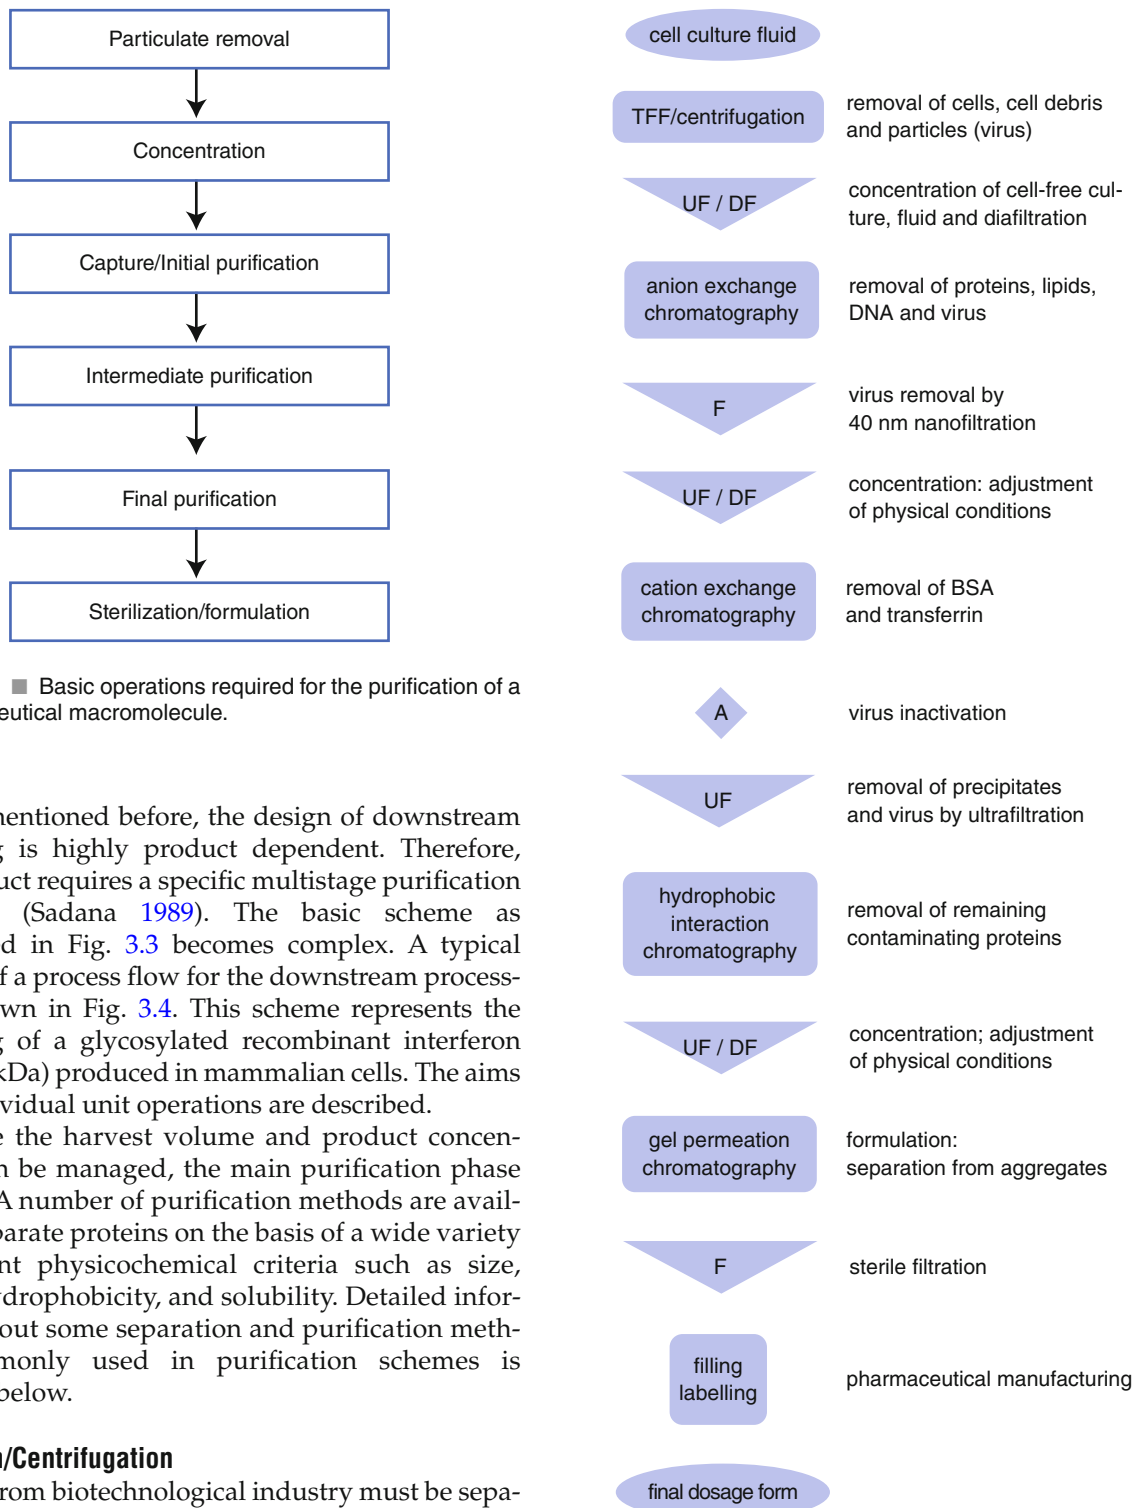 Particulate removal
Concentration
Capture/Initial purification
Intermediate purification
Final purification
Sterilization/formulation
Basic operations required for the purification of a
eutical macromolecule.
mentioned before, the design of downstream
g is highly product dependent. Therefore,
uct requires a specific multistage purification
(Sadana 1989). The basic scheme as
ed in Fig. 3.3 becomes complex. A typical
of a process flow for the downstream process-
own in Fig. 3.4. This scheme represents the
g of a glycosylated recombinant interferon
kDa) produced in mammalian cells. The aims
ividual unit operations are described.
e the harvest volume and product concen-
n be managed, the main purification phase
A number of purification methods are avail-
parate proteins on the basis of a wide variety
nt physicochemical criteria such as size,
ydrophobicity, and solubility. Detailed infor-
out some separation and purification meth-
monly used in purification schemes is
below.
n/Centrifugation
rom biotechnological industry must be sepa-
cell culture fluid
TFF/centrifugation
removal of cells, cell debris
and particles (virus)
UF / DF
concentration of cell-free cul-
ture, fluid and diafiltration
anion exchange
chromatography
removal of proteins, lipids,
DNA and virus
F
virus removal by
40 nm nanofiltration
UF / DF
concentration: adjustment
of physical conditions
cation exchange
chromatography
removal of BSA
and transferrin
A
virus inactivation
UF
removal of precipitates
and virus by ultrafiltration
hydrophobic
interaction
chromatography
removal of remaining
contaminating proteins
UF / DF
concentration; adjustment
of physical conditions
gel permeation
chromatography
formulation:
separation from aggregates
F
sterile filtration
filling
labelling
pharmaceutical manufacturing
final dosage form